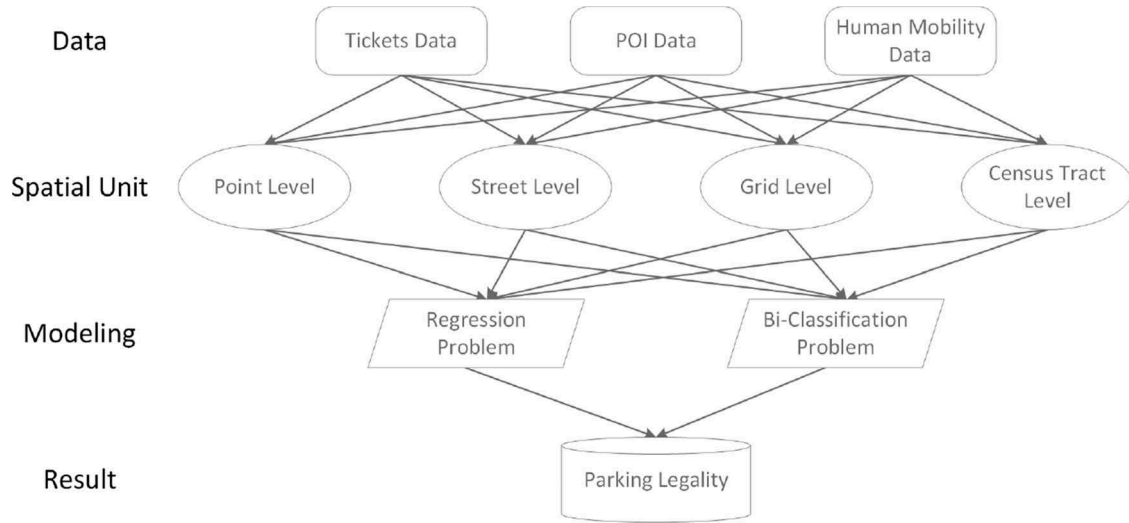 Data
Tickets Data
POI Data
Human Mobility
Data
Spatial Unit
Point Level
Street Level
Grid Level
Census Tract
Level
Modeling
Regression
Problem
Bi-Classification
Problem
Result
Parking Legality